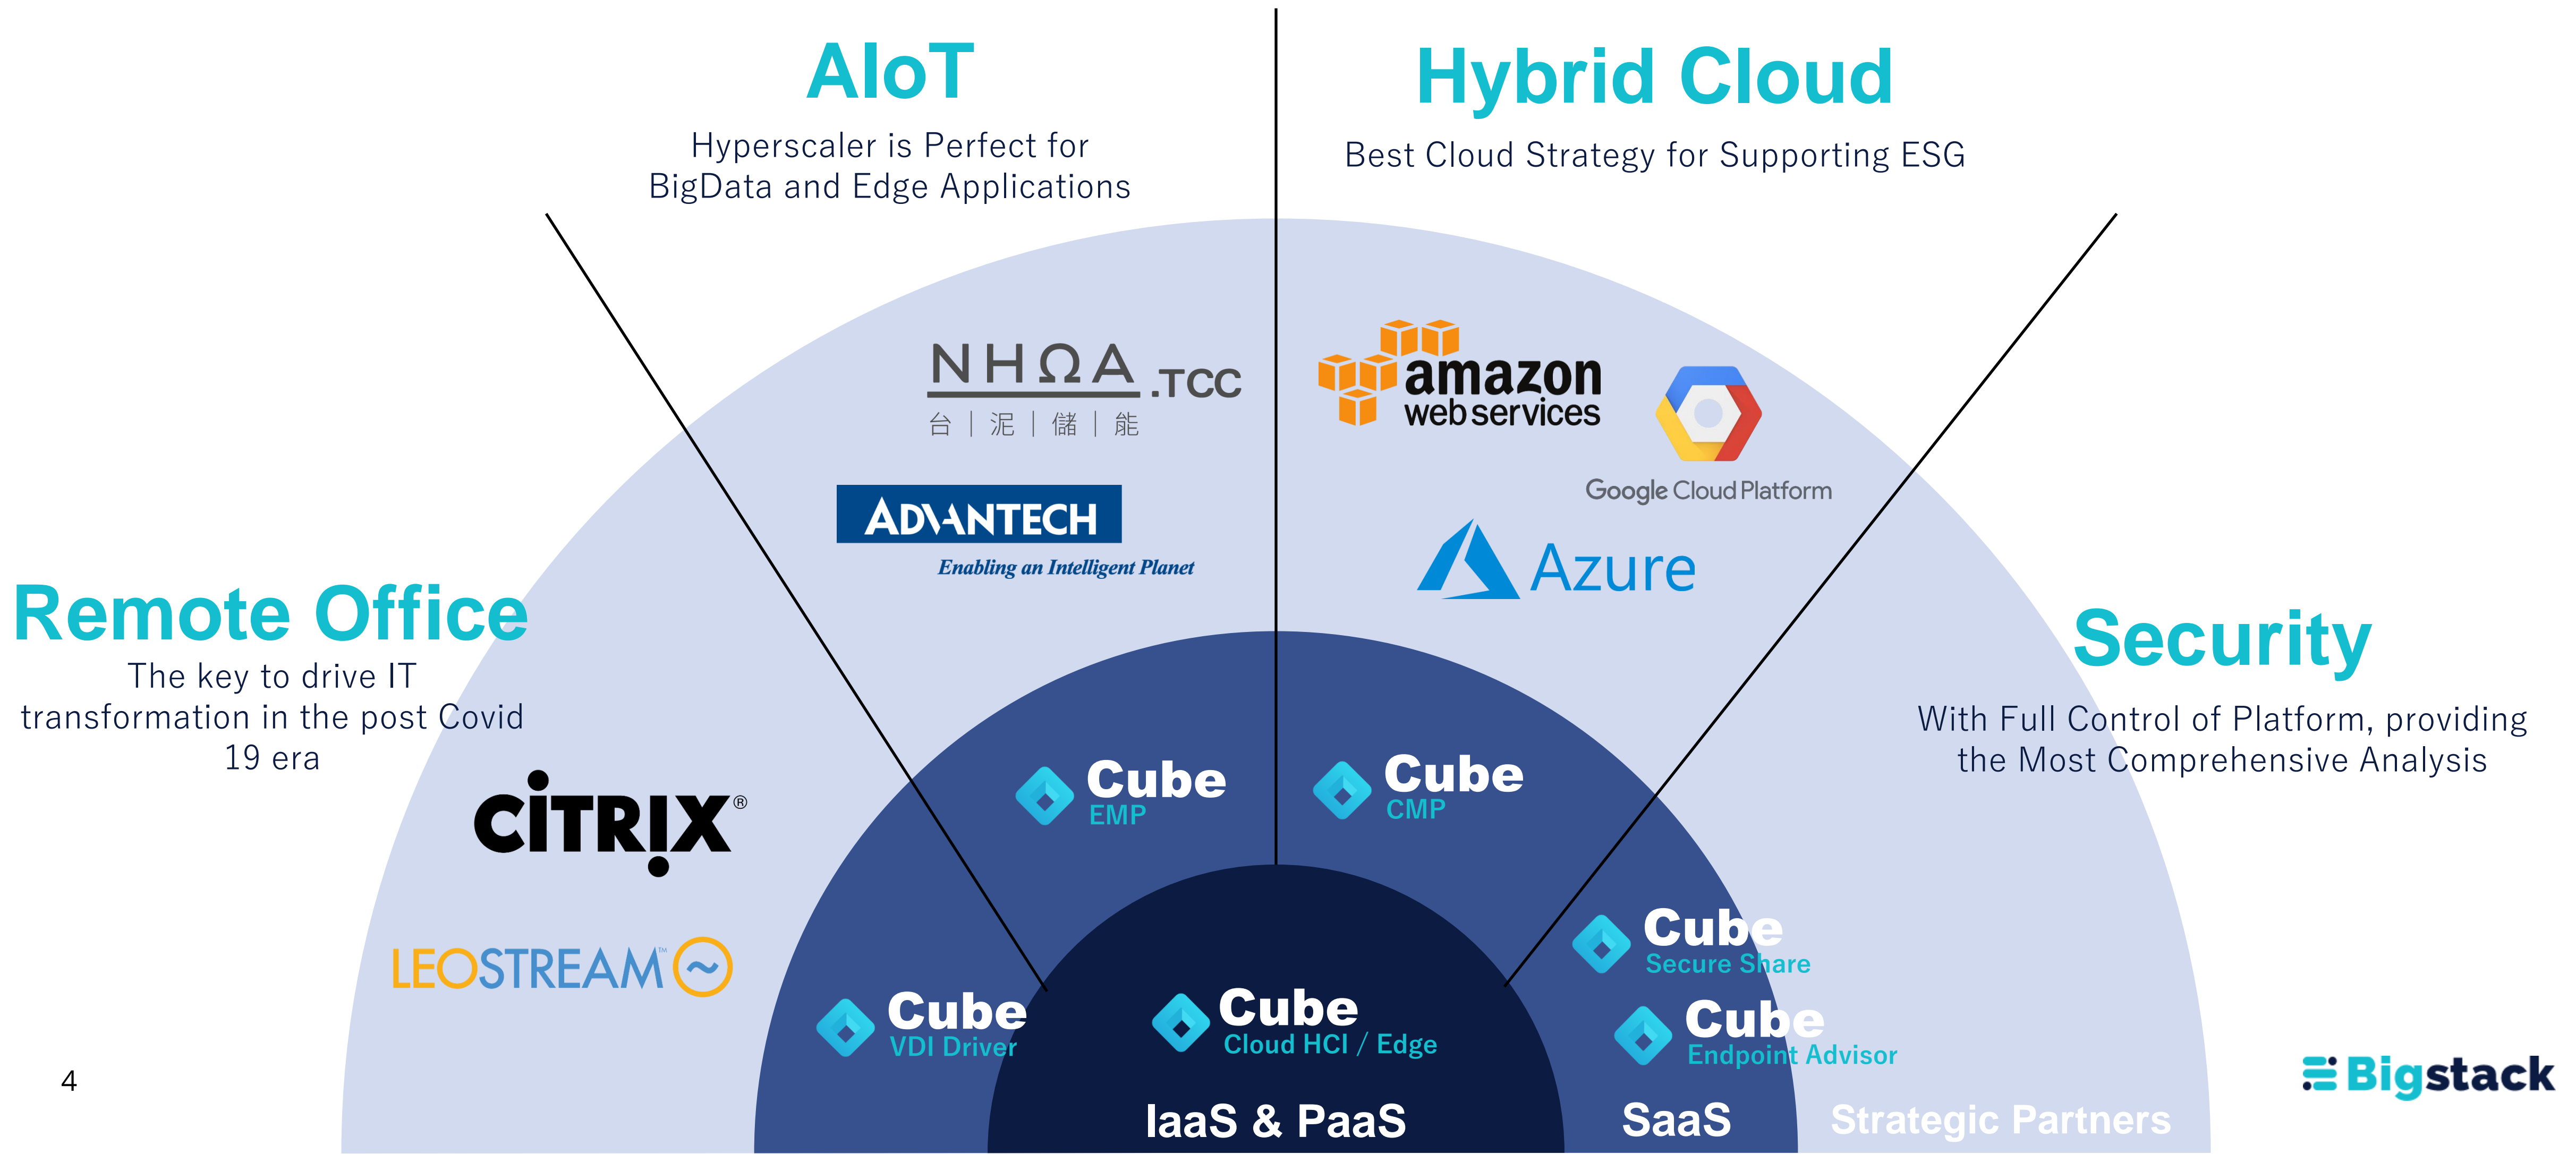 AIoT
Hyperscaler is Perfect for
BigData and Edge Applications
Hybrid Cloud
Best Cloud Strategy for Supporting ESG
NHΩA.TCC
台|泥|儲|能
ADVANTECH
Enabling an Intelligent Planet
amazon
web services
Google Cloud Platform
Azure
Remote Office
The key to drive IT
transformation in the post Covid
19 era
CITRIX®
LEOSTREAM™
Security
With Full Control of Platform, providing
the Most Comprehensive Analysis
Cube
EMP
Cube
CMP
Cube
VDI Driver
Cube
Cloud HCI / Edge
Cube
Secure Share
Cube
Endpoint Advisor
IaaS & PaaS
SaaS
Strategic Partners
4
Bigstack